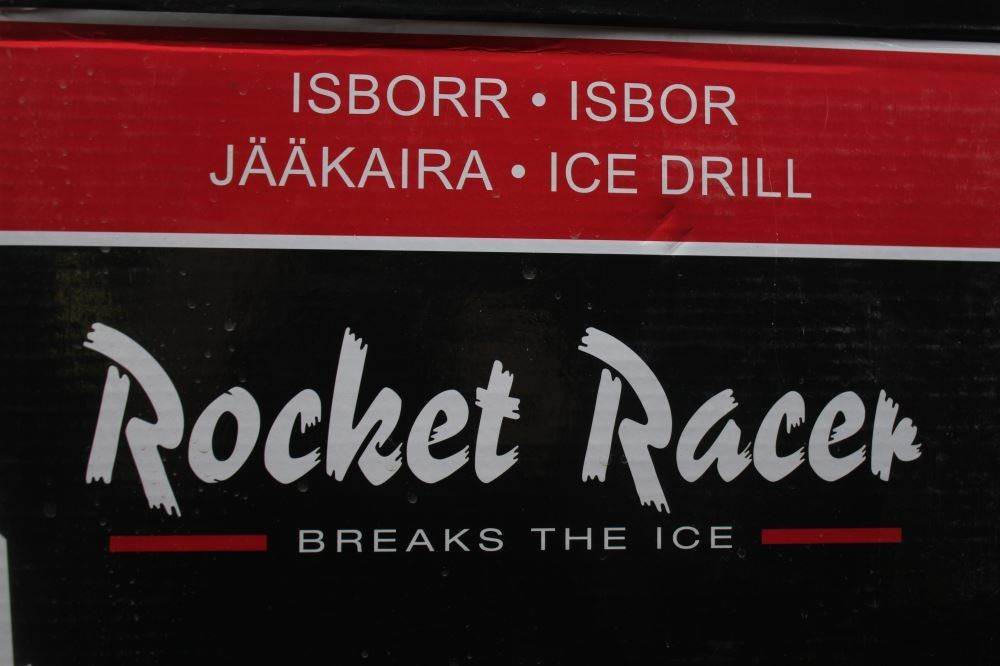 ISBORR • ISBOR
JÄÄKAIRA • ICE DRILL
Rocket Racer
BREAKS THE ICE